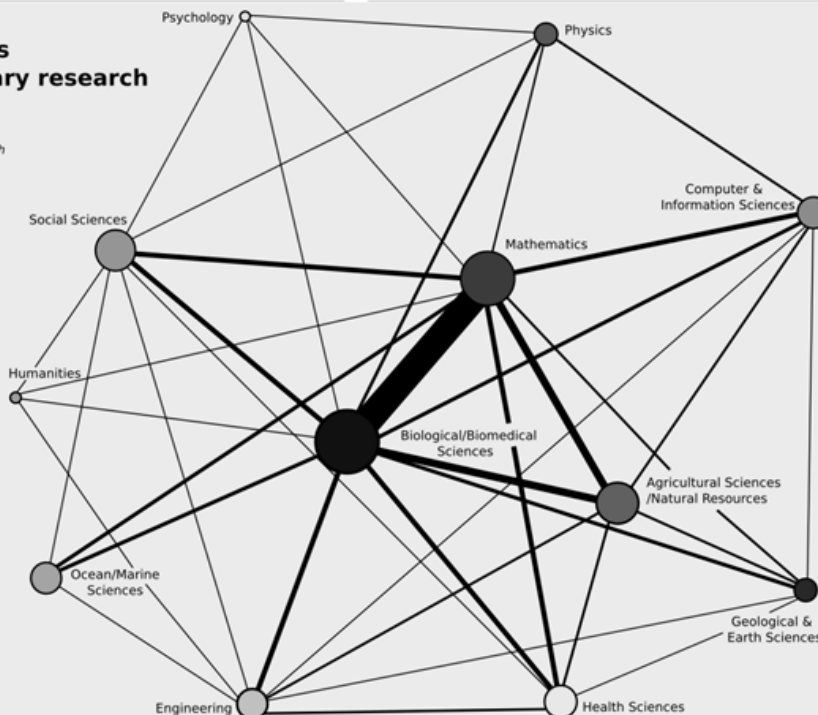 Psychology
Physics
s
ary research
h
Computer &
Information Sciences
Social Sciences
Mathematics
Humanities
Biological/Biomedical
Sciences
Agricultural Sciences
/Natural Resources
Ocean/Marine
Sciences
Geological &
Earth Sciences
Engineering
Health Sciences